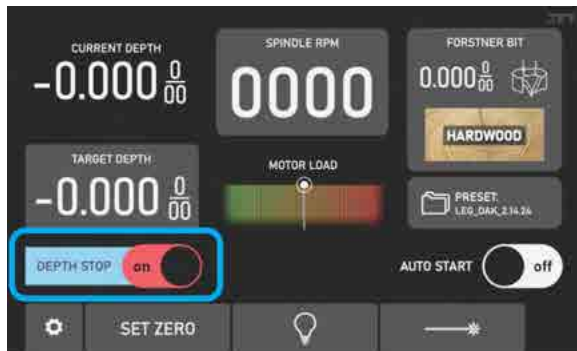 CURRENT DEPTH
-0.000 0/00
SPINDLE RPM
0000
FORSTNER BIT
0.000 0/00
HARDWOOD
TARGET DEPTH
-0.000 0/00
MOTOR LOAD
PRESET:
LEG_OAK_2.14.24
DEPTH STOP on
AUTO START off
SET ZERO